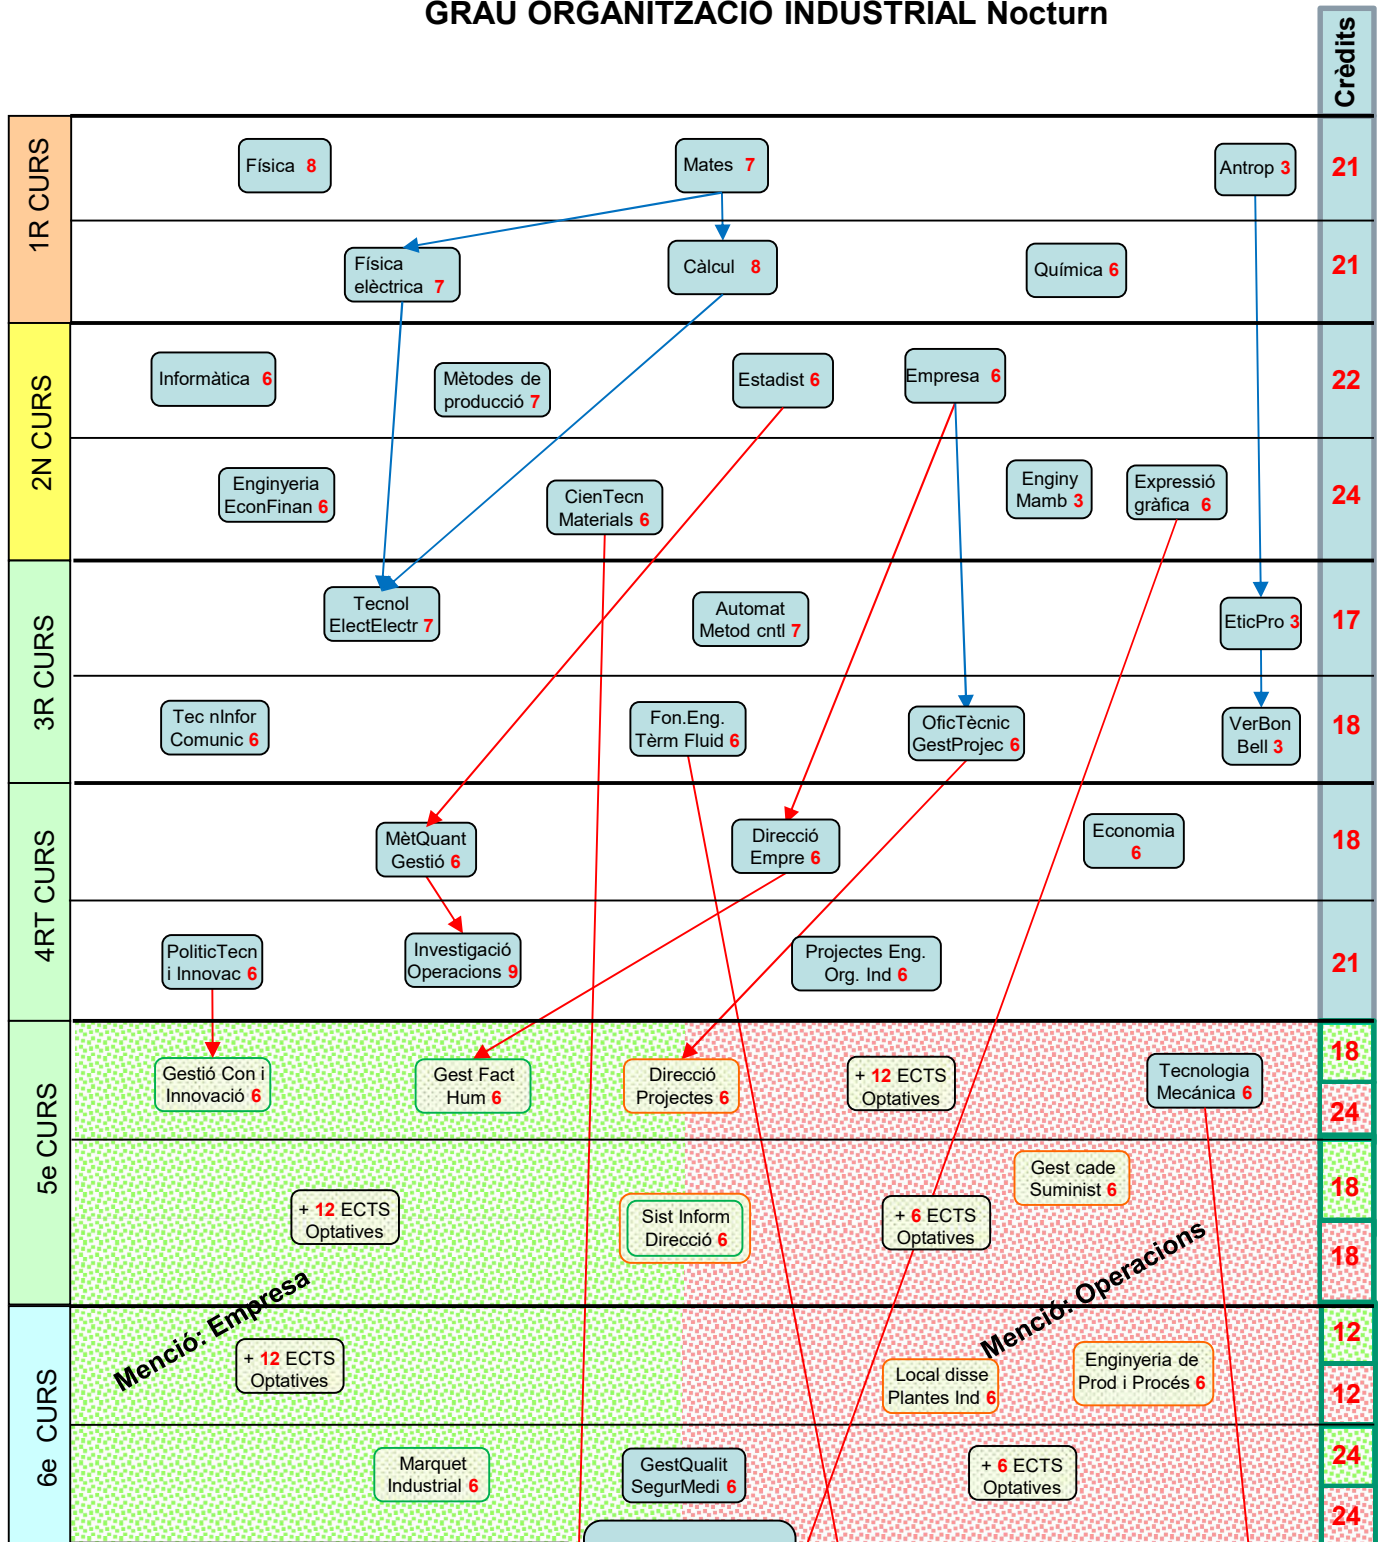 GRAU ORGANITZACIÓ INDUSTRIAL Nocturn
Crèdits
1R CURS
Física 8
Mates 7
Antrop 3
21
Física
elèctrica 7
Càlcul 8
Química 6
21
2N CURS
Informàtica 6
Mètodes de
producció 7
Estadist 6
Empresa 6
22
Enginyeria
EconFinan 6
CienTecn
Materials 6
Enginy
Mamb 3
Expressió
gràfica 6
24
3R CURS
Tecnol
ElectElectr 7
Automat
Metod cntl 7
EticPro 3
17
Tec nInfor
Comunic 6
Fon.Eng.
Tèrm Fluid 6
OficTècnic
GestProjec 6
VerBon
Bell 3
18
4RT CURS
MètQuant
Gestió 6
Direcció
Empre 6
Economia
6
18
PoliticTecn
i Innovac 6
Investigació
Operacions 9
Projectes Eng.
Org. Ind 6
21
5e CURS
Gestió Con i
Innovació 6
Gest Fact
Hum 6
Direcció
Projectes 6
+ 12 ECTS
Optatives
Tecnologia
Mecánica 6
18
24
+ 12 ECTS
Optatives
Sist Inform
Direcció 6
+ 6 ECTS
Optatives
Gest cade
Suminist 6
18
18
Menció: Empresa
Menció: Operacions
6e CURS
+ 12 ECTS
Optatives
Local disse
Plantes Ind 6
Enginyeria de
Prod i Procés 6
12
12
Marquet
Industrial 6
GestQualit
SegurMedi 6
+ 6 ECTS
Optatives
24
24